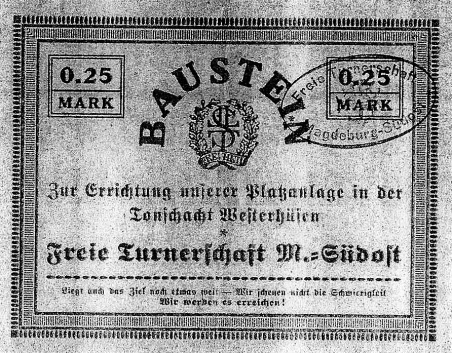 0.25
MARK
BAUSTEIN
0.25
MARK
Freie Turnerschaft
Magdeburg-Südost
Zur Errichtung unserer Platzanlage in der
Tonschacht Westerhüsen
*
Freie Turnerschaft M.=Südost
Liegt auch das Ziel noch etwas weit — Wir scheuen nicht die Schwierigkeit
Wir werden es erreichen!